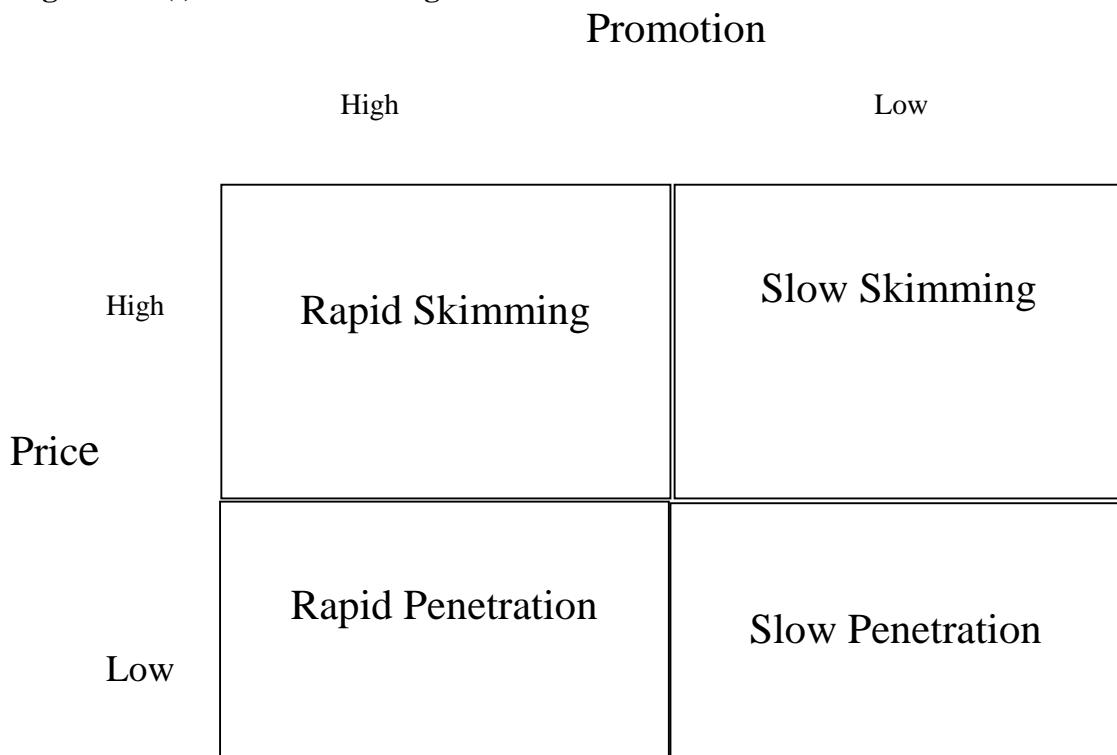 Promotion
High Low
Rapid Skimming
Slow Skimming
High
Price
Rapid Penetration
Slow Penetration
Low